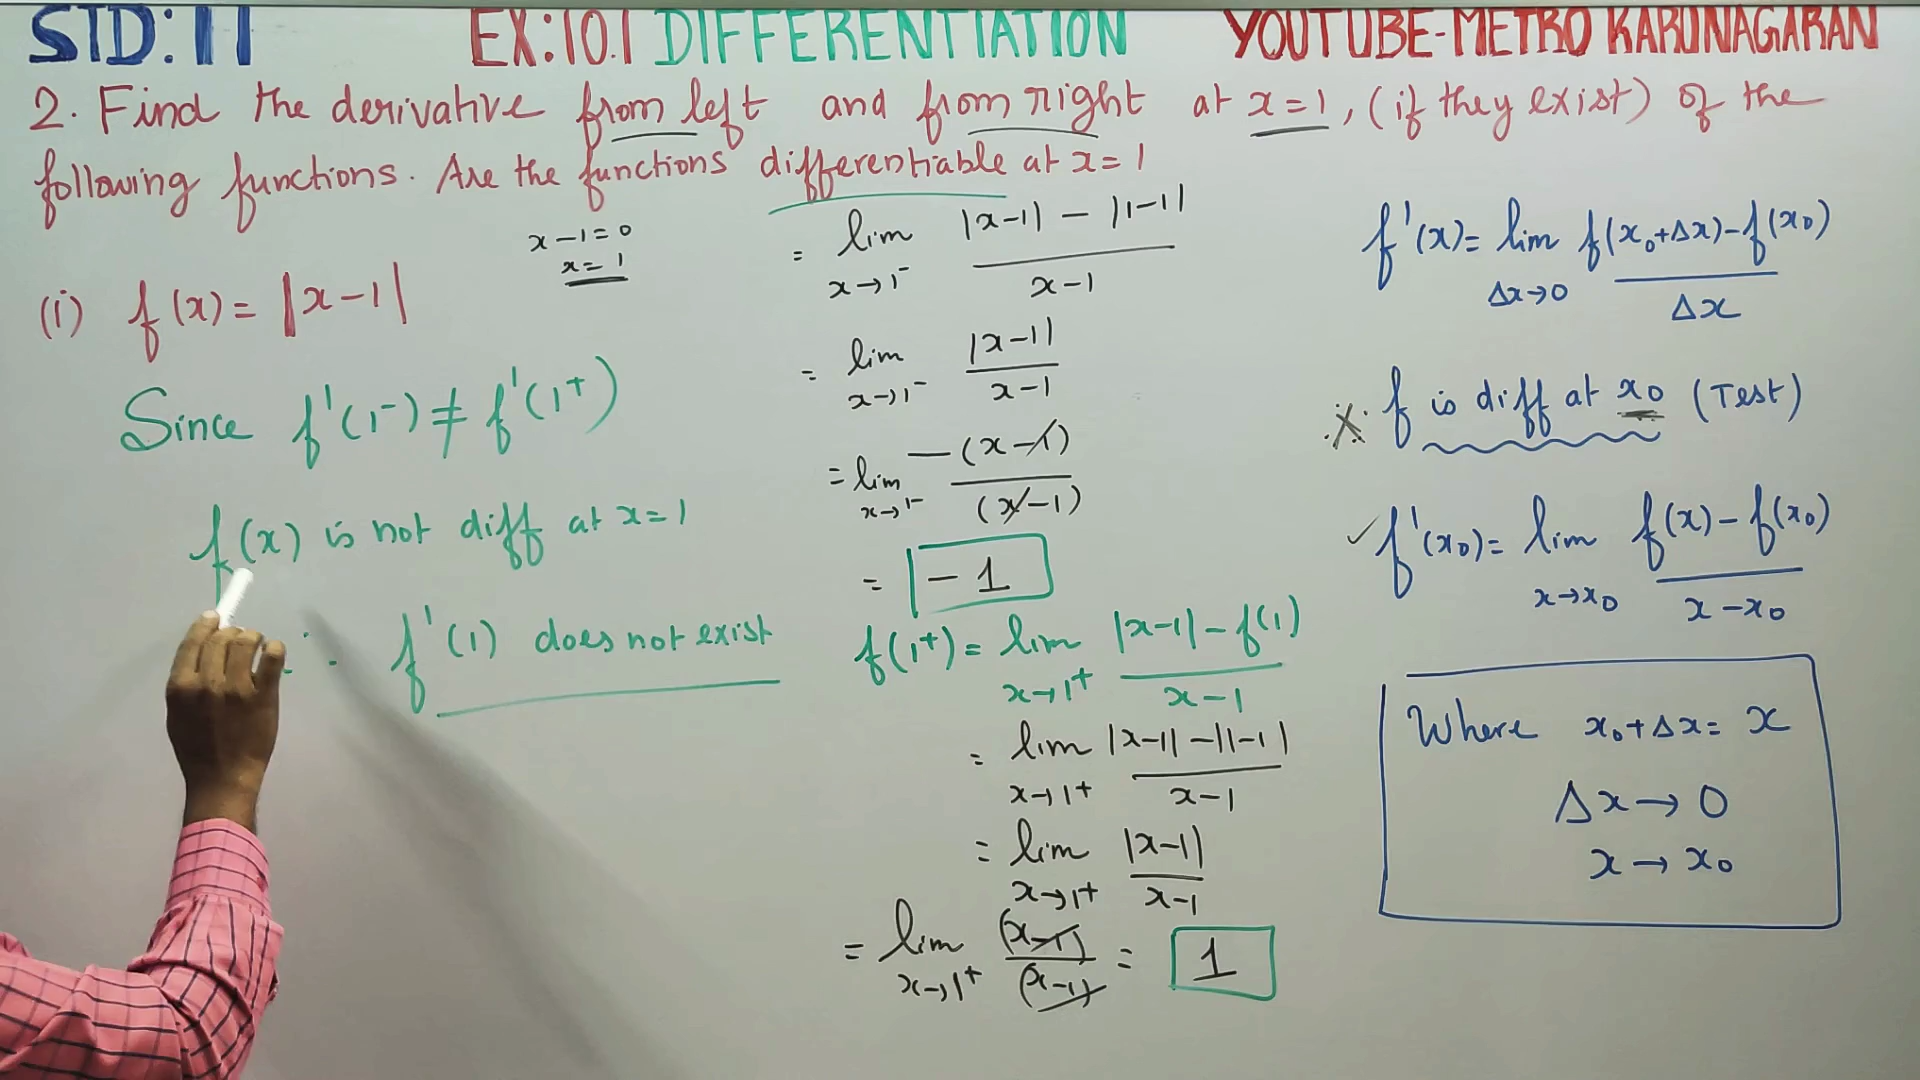 STD: 11 EX:10.1 DIFFERENTIATION YOUTUBE-METRO KARUNAGARAN
2. Find the derivative from left and from right at x=1, (if they exist) of the
following functions. Are the functions differentiable at x=1
(i) f(x) = |x-1|
x-1=0
x=1
Since f'(1-) ≠ f'(1+)
f(x) is not diff at x=1
f'(1) does not exist
= lim x→1- |x-1| - |1-1| / x-1
= lim x→1- |x-1| / x-1
= lim x→1- -(x-1) / (x-1)
= -1
f(1+) = lim x→1+ |x-1| - f(1) / x-1
= lim x→1+ |x-1| - |1-1| / x-1
= lim x→1+ |x-1| / x-1
= lim x→1+ (x-1) / (x-1) = 1
f'(x) = lim Δx→0 f(x0+Δx) - f(x0) / Δx
f is diff at x0 (Test)
f'(x0) = lim x→x0 f(x) - f(x0) / x-x0
Where x0+Δx = x
Δx→0
x→x0